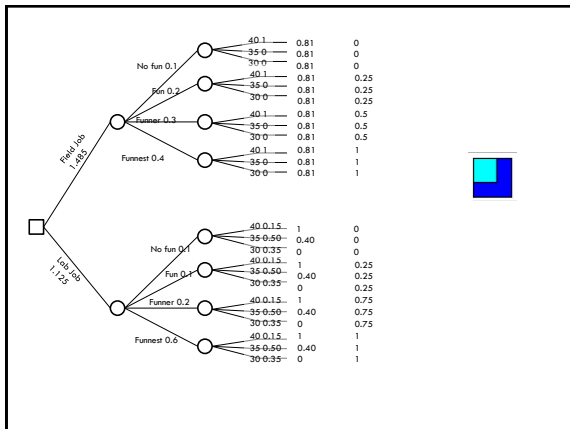 40 1 0.81 0
35 0 0.81 0
30 0 0.81 0
No fun 0.1
40 1 0.81 0.25
35 0 0.81 0.25
30 0 0.81 0.25
Fun 0.2
40 1 0.81 0.5
35 0 0.81 0.5
30 0 0.81 0.5
Funner 0.3
40 1 0.81 1
35 0 0.81 1
30 0 0.81 1
Funnest 0.4
Field Job
1.485
Lab Job
1.125
40 0.15 1 0
35 0.50 0.40 0
30 0.35 0 0
No fun 0.1
40 0.15 1 0.25
35 0.50 0.40 0.25
30 0.35 0 0.25
Fun 0.1
40 0.15 1 0.75
35 0.50 0.40 0.75
30 0.35 0 0.75
Funner 0.2
40 0.15 1 1
35 0.50 0.40 1
30 0.35 0 1
Funnest 0.6